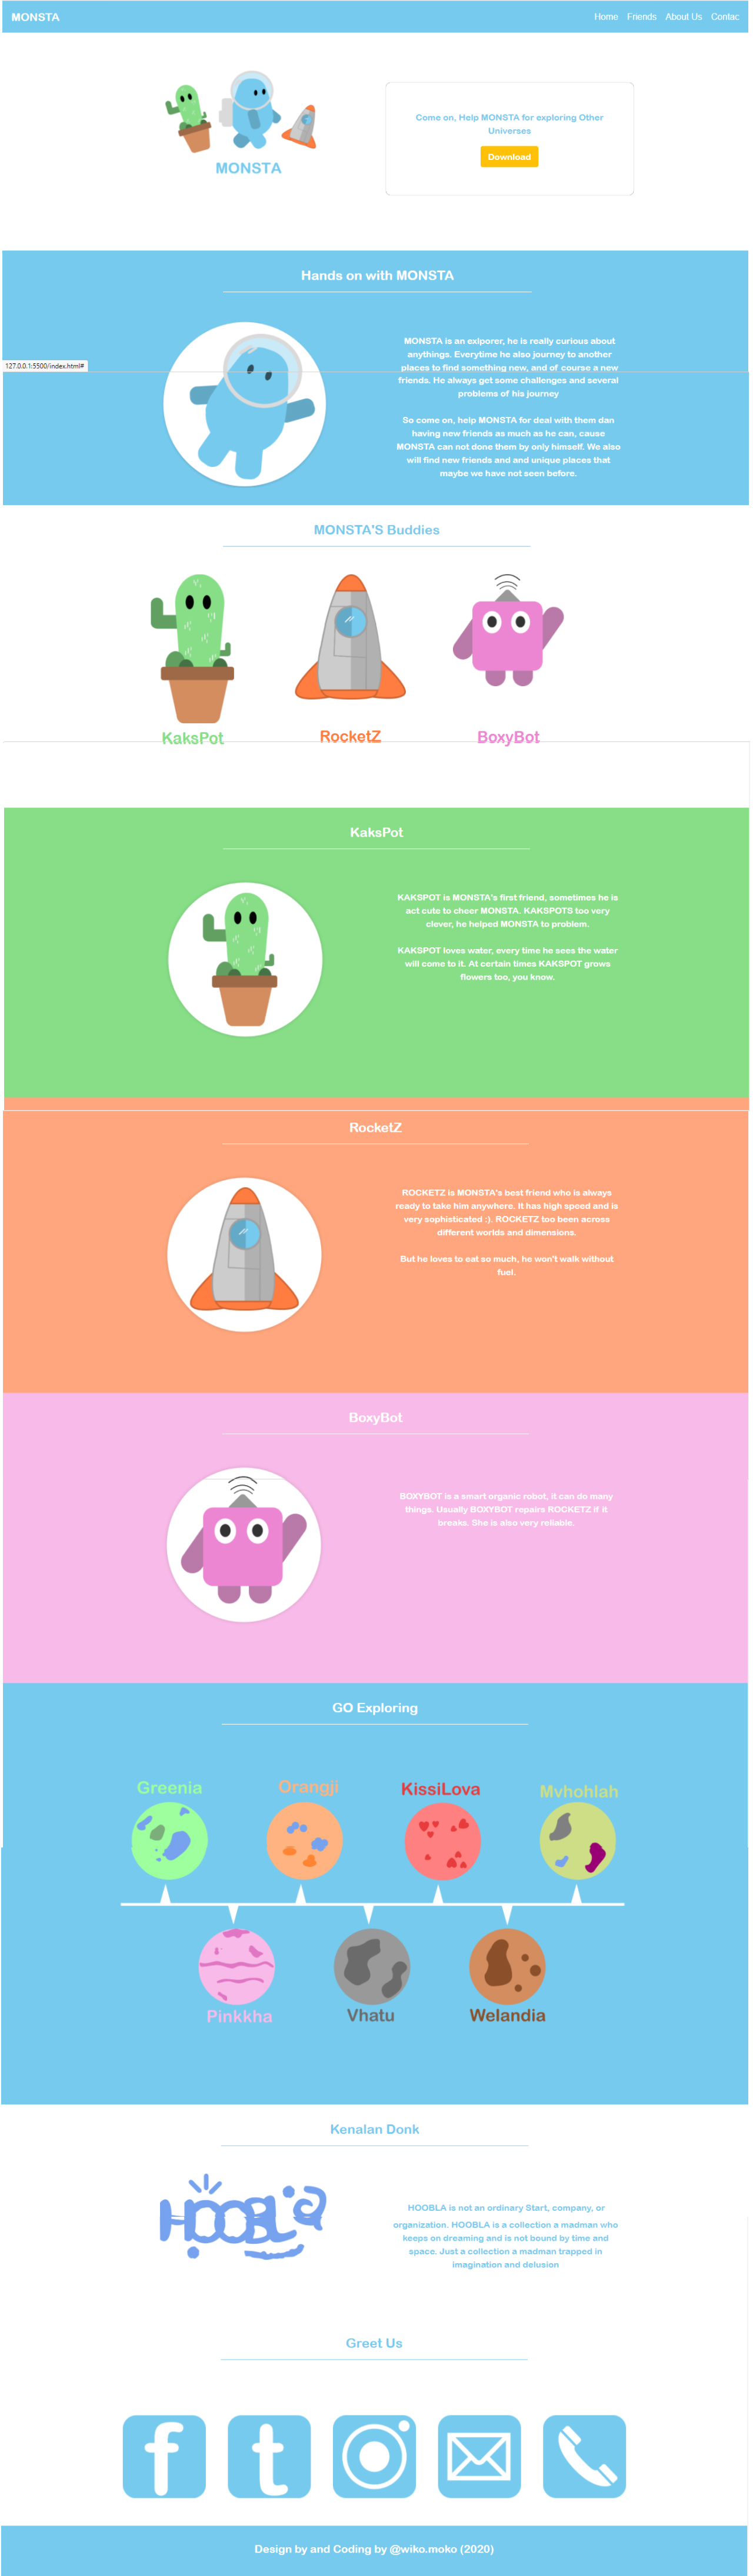 MONSTA
Home Friends About Us Contac
Come on, Help MONSTA for exploring Other
Universes
Download
MONSTA
Hands on with MONSTA
MONSTA is an exlporer, he is really curious about
anythings. Everytime he also journey to another
places to find something new, and of course a new
friends. He always get some challenges and several
problems of his journey
127.0.0.1:5500/index.html#
So come on, help MONSTA for deal with them dan
having new friends as much as he can, cause
MONSTA can not done them by only himself. We also
will find new friends and and unique places that
maybe we have not seen before.
MONSTA'S Buddies
KaksPot
RocketZ
BoxyBot
KaksPot
KAKSPOT is MONSTA's first friend, sometimes he is
act cute to cheer MONSTA. KAKSPOTS too very
clever, he helped MONSTA to problem.
KAKSPOT loves water, every time he sees the water
will come to it. At certain times KAKSPOT grows
flowers too, you know.
RocketZ
ROCKETZ is MONSTA's best friend who is always
ready to take him anywhere. It has high speed and is
very sophisticated :). ROCKETZ too been across
different worlds and dimensions.
But he loves to eat so much, he won't walk without
fuel.
BoxyBot
BOXYBOT is a smart organic robot, it can do many
things. Usually BOXYBOT repairs ROCKETZ if it
breaks. She is also very reliable.
GO Exploring
Greenia
Orangji
KissiLova
Mvhohlah
Pinkkha
Vhatu
Welandia
Kenalan Donk
HOOBLA
HOOBLA is not an ordinary Start, company, or
organization. HOOBLA is a collection a madman who
keeps on dreaming and is not bound by time and
space. Just a collection a madman trapped in
imagination and delusion
Greet Us
f
t
Design by and Coding by @wiko.moko (2020)